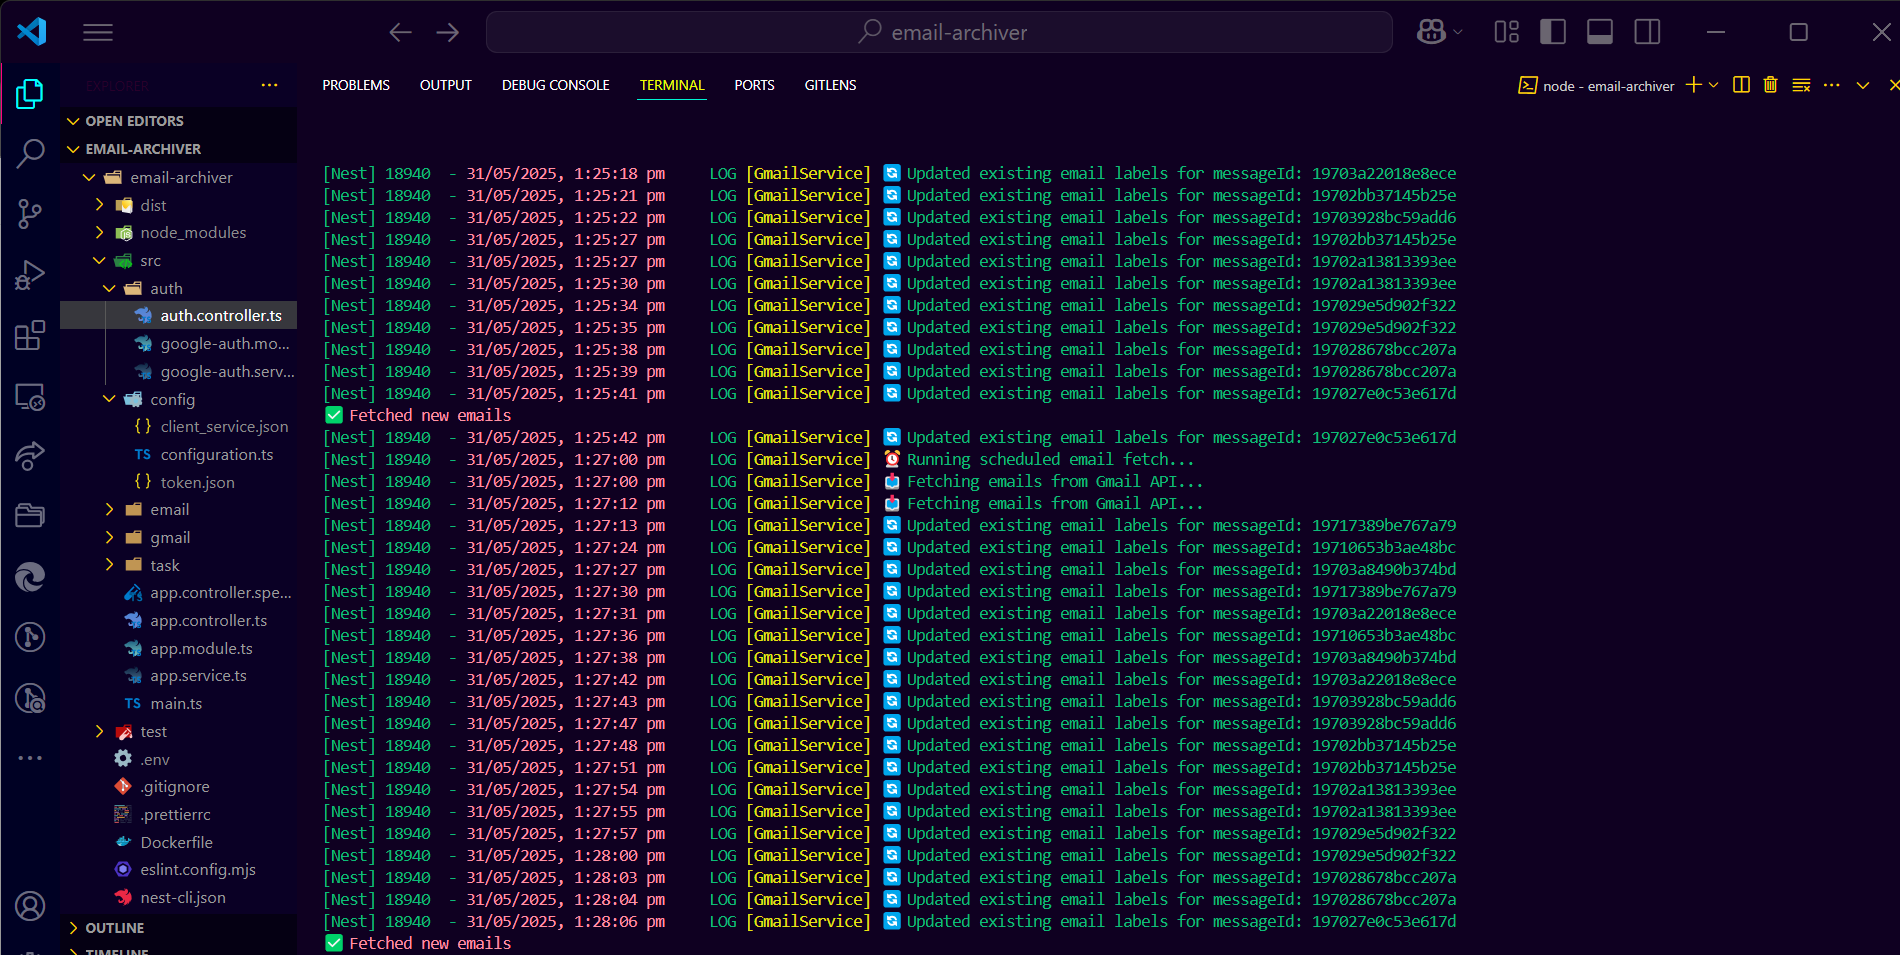 email-archiver
EXPLORER
PROBLEMS OUTPUT DEBUG CONSOLE TERMINAL PORTS GITLENS
node - email-archiver
OPEN EDITORS
EMAIL-ARCHIVER
email-archiver
dist
node_modules
src
auth
auth.controller.ts
google-auth.mo...
google-auth.serv...
config
{} client_service.json
TS configuration.ts
{} token.json
email
gmail
task
app.controller.spe...
app.controller.ts
app.module.ts
app.service.ts
TS main.ts
test
.env
.gitignore
.prettierrc
Dockerfile
eslint.config.mjs
nest-cli.json
OUTLINE
TIMELINE
[Nest] 18940 - 31/05/2025, 1:25:18 pm LOG [GmailService] 🔄 Updated existing email labels for messageId: 19703a22018e8ece
[Nest] 18940 - 31/05/2025, 1:25:21 pm LOG [GmailService] 🔄 Updated existing email labels for messageId: 19702bb37145b25e
[Nest] 18940 - 31/05/2025, 1:25:22 pm LOG [GmailService] 🔄 Updated existing email labels for messageId: 19703928bc59add6
[Nest] 18940 - 31/05/2025, 1:25:27 pm LOG [GmailService] 🔄 Updated existing email labels for messageId: 19702bb37145b25e
[Nest] 18940 - 31/05/2025, 1:25:27 pm LOG [GmailService] 🔄 Updated existing email labels for messageId: 19702a13813393ee
[Nest] 18940 - 31/05/2025, 1:25:30 pm LOG [GmailService] 🔄 Updated existing email labels for messageId: 19702a13813393ee
[Nest] 18940 - 31/05/2025, 1:25:34 pm LOG [GmailService] 🔄 Updated existing email labels for messageId: 197029e5d902f322
[Nest] 18940 - 31/05/2025, 1:25:35 pm LOG [GmailService] 🔄 Updated existing email labels for messageId: 197029e5d902f322
[Nest] 18940 - 31/05/2025, 1:25:38 pm LOG [GmailService] 🔄 Updated existing email labels for messageId: 197028678bcc207a
[Nest] 18940 - 31/05/2025, 1:25:39 pm LOG [GmailService] 🔄 Updated existing email labels for messageId: 197028678bcc207a
[Nest] 18940 - 31/05/2025, 1:25:41 pm LOG [GmailService] 🔄 Updated existing email labels for messageId: 197027e0c53e617d
✅ Fetched new emails
[Nest] 18940 - 31/05/2025, 1:25:42 pm LOG [GmailService] 🔄 Updated existing email labels for messageId: 197027e0c53e617d
[Nest] 18940 - 31/05/2025, 1:27:00 pm LOG [GmailService] ⏰ Running scheduled email fetch...
[Nest] 18940 - 31/05/2025, 1:27:00 pm LOG [GmailService] 📥 Fetching emails from Gmail API...
[Nest] 18940 - 31/05/2025, 1:27:12 pm LOG [GmailService] 📥 Fetching emails from Gmail API...
[Nest] 18940 - 31/05/2025, 1:27:13 pm LOG [GmailService] 🔄 Updated existing email labels for messageId: 19717389be767a79
[Nest] 18940 - 31/05/2025, 1:27:24 pm LOG [GmailService] 🔄 Updated existing email labels for messageId: 19710653b3ae48bc
[Nest] 18940 - 31/05/2025, 1:27:27 pm LOG [GmailService] 🔄 Updated existing email labels for messageId: 19703a8490b374bd
[Nest] 18940 - 31/05/2025, 1:27:30 pm LOG [GmailService] 🔄 Updated existing email labels for messageId: 19717389be767a79
[Nest] 18940 - 31/05/2025, 1:27:31 pm LOG [GmailService] 🔄 Updated existing email labels for messageId: 19703a22018e8ece
[Nest] 18940 - 31/05/2025, 1:27:36 pm LOG [GmailService] 🔄 Updated existing email labels for messageId: 19710653b3ae48bc
[Nest] 18940 - 31/05/2025, 1:27:38 pm LOG [GmailService] 🔄 Updated existing email labels for messageId: 19703a8490b374bd
[Nest] 18940 - 31/05/2025, 1:27:42 pm LOG [GmailService] 🔄 Updated existing email labels for messageId: 19703a22018e8ece
[Nest] 18940 - 31/05/2025, 1:27:43 pm LOG [GmailService] 🔄 Updated existing email labels for messageId: 19703928bc59add6
[Nest] 18940 - 31/05/2025, 1:27:47 pm LOG [GmailService] 🔄 Updated existing email labels for messageId: 19703928bc59add6
[Nest] 18940 - 31/05/2025, 1:27:48 pm LOG [GmailService] 🔄 Updated existing email labels for messageId: 19702bb37145b25e
[Nest] 18940 - 31/05/2025, 1:27:51 pm LOG [GmailService] 🔄 Updated existing email labels for messageId: 19702bb37145b25e
[Nest] 18940 - 31/05/2025, 1:27:54 pm LOG [GmailService] 🔄 Updated existing email labels for messageId: 19702a13813393ee
[Nest] 18940 - 31/05/2025, 1:27:55 pm LOG [GmailService] 🔄 Updated existing email labels for messageId: 19702a13813393ee
[Nest] 18940 - 31/05/2025, 1:27:57 pm LOG [GmailService] 🔄 Updated existing email labels for messageId: 197029e5d902f322
[Nest] 18940 - 31/05/2025, 1:28:00 pm LOG [GmailService] 🔄 Updated existing email labels for messageId: 197029e5d902f322
[Nest] 18940 - 31/05/2025, 1:28:03 pm LOG [GmailService] 🔄 Updated existing email labels for messageId: 197028678bcc207a
[Nest] 18940 - 31/05/2025, 1:28:04 pm LOG [GmailService] 🔄 Updated existing email labels for messageId: 197028678bcc207a
[Nest] 18940 - 31/05/2025, 1:28:06 pm LOG [GmailService] 🔄 Updated existing email labels for messageId: 197027e0c53e617d
✅ Fetched new emails